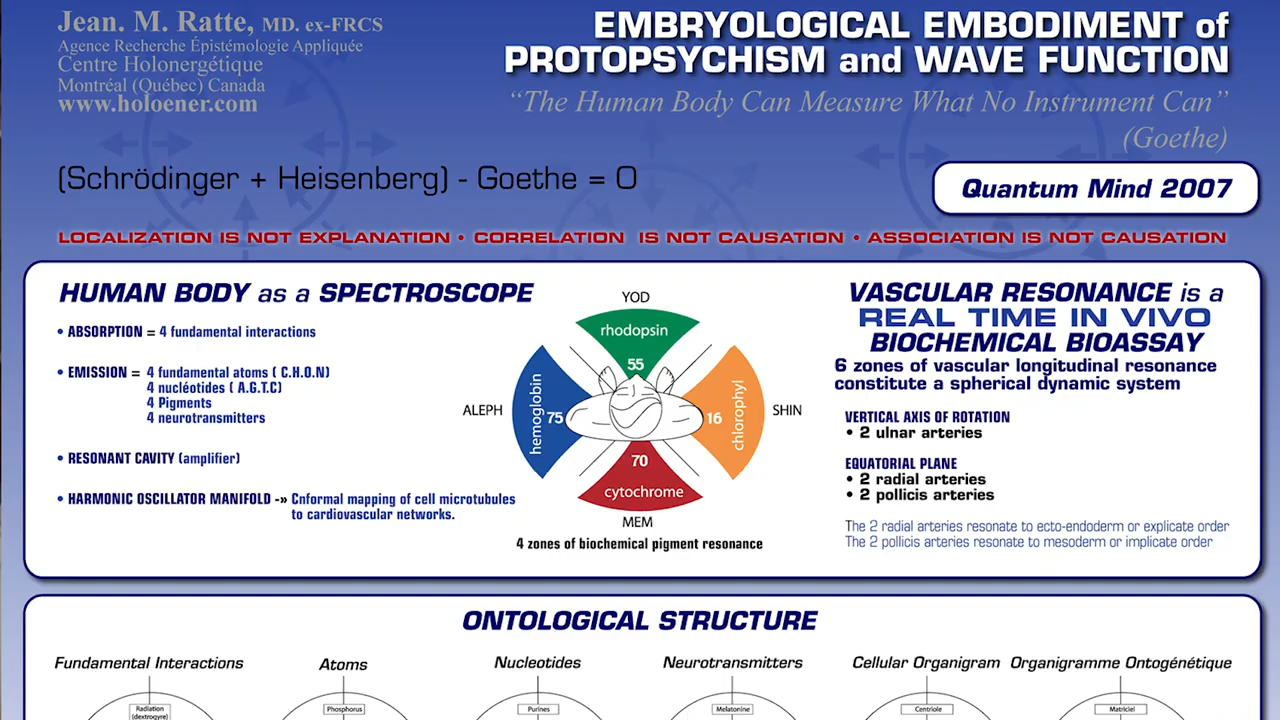 Jean. M. Ratte, MD. ex-FRCS
Agence Recherche Épistémologie Appliquée
Centre Holonergétique
Montréal (Québec) Canada
www.holoener.com
EMBRYOLOGICAL EMBODIMENT of
PROTOPSYCHISM and WAVE FUNCTION
“The Human Body Can Measure What No Instrument Can”
(Goethe)
(Schrödinger + Heisenberg) - Goethe = O
Quantum Mind 2007
LOCALIZATION IS NOT EXPLANATION • CORRELATION IS NOT CAUSATION • ASSOCIATION IS NOT CAUSATION
HUMAN BODY as a SPECTROSCOPE
• ABSORPTION = 4 fundamental interactions
• EMISSION = 4 fundamental atoms ( C.H.O.N)
4 nucléotides ( A.G.T.C)
4 Pigments
4 neurotransmitters
• RESONANT CAVITY (amplifier)
• HARMONIC OSCILLATOR MANIFOLD -» Cnformal mapping of cell microtubules
to cardiovascular networks.
YOD
rhodopsin
55
ALEPH
hemoglobin
75
16
chlorophyl
SHIN
70
cytochrome
MEM
4 zones of biochemical pigment resonance
VASCULAR RESONANCE is a
REAL TIME IN VIVO
BIOCHEMICAL BIOASSAY
6 zones of vascular longitudinal resonance
constitute a spherical dynamic system
VERTICAL AXIS OF ROTATION
• 2 ulnar arteries
EQUATORIAL PLANE
• 2 radial arteries
• 2 pollicis arteries
The 2 radial arteries resonate to ecto-endoderm or explicate order
The 2 pollicis arteries resonate to mesoderm or implicate order
ONTOLOGICAL STRUCTURE
Fundamental Interactions
Atoms
Nucleotides
Neurotransmitters
Cellular Organigram
Organigramme Ontogénétique
Radiation
(dextrogyre)
Phosphorus
Purines
Melatonine
Centriole
Matriciel